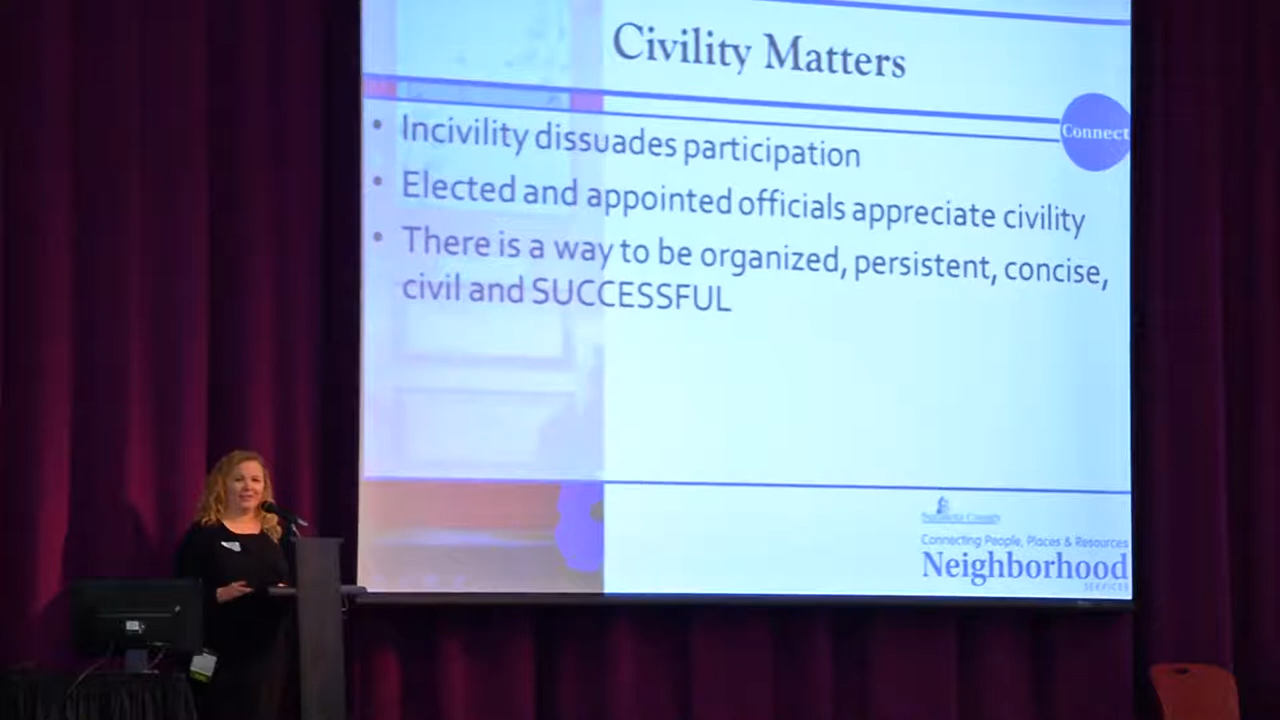 Civility Matters
Connect
• Incivility dissuades participation
• Elected and appointed officials appreciate civility
• There is a way to be organized, persistent, concise,
civil and SUCCESSFUL
Connecting People, Places & Resources
Neighborhood
SERVICES